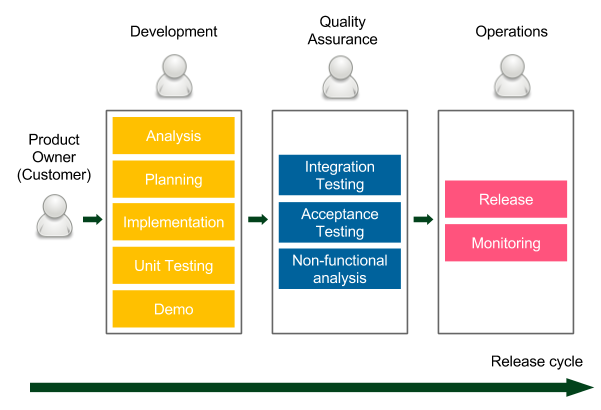 Development
Quality
Assurance
Operations
Product
Owner
(Customer)
Analysis
Planning
Implementation
Unit Testing
Demo
Integration
Testing
Acceptance
Testing
Non-functional
analysis
Release
Monitoring
Release cycle